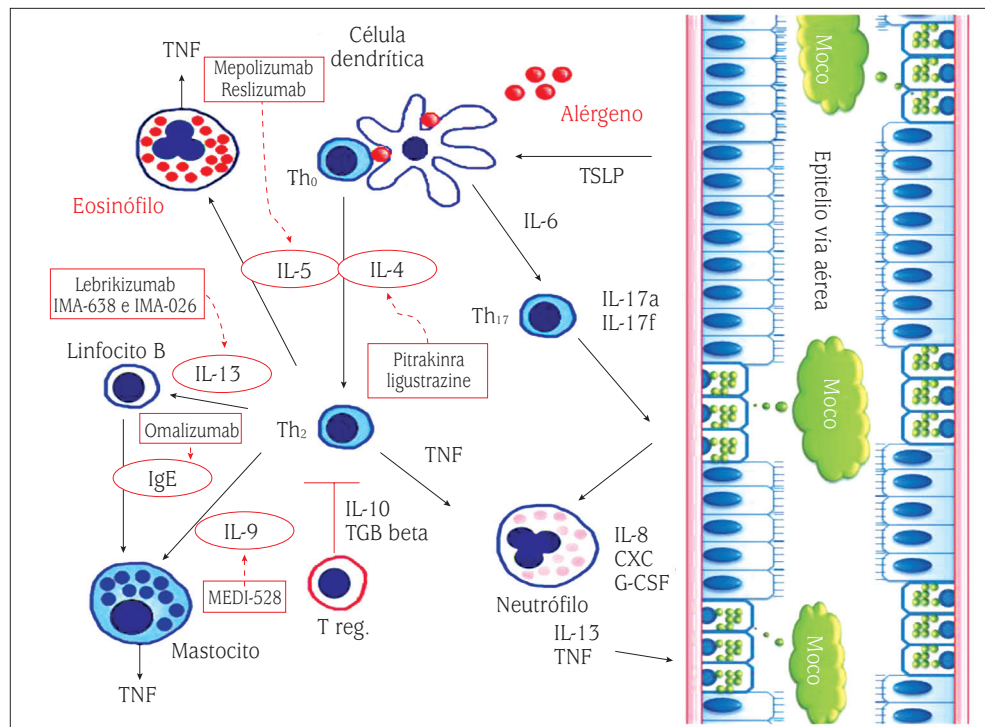 TNF
Célula
dendrítica
Mepolizumab
Reslizumab
Alérgeno
Moco
Th0
TSLP
Eosinófilo
IL-6
Epitelio vía aérea
IL-5
IL-4
Lebrikizumab
IMA-638 e IMA-026
Th17
IL-17a
IL-17f
Linfocito B
IL-13
Pitrakinra
ligustrazine
Moco
Omalizumab
Th2
TNF
IgE
IL-9
IL-10
TGB beta
IL-8
CXC
G-CSF
MEDI-528
Neutrófilo
T reg.
Mastocito
IL-13
TNF
Moco
TNF